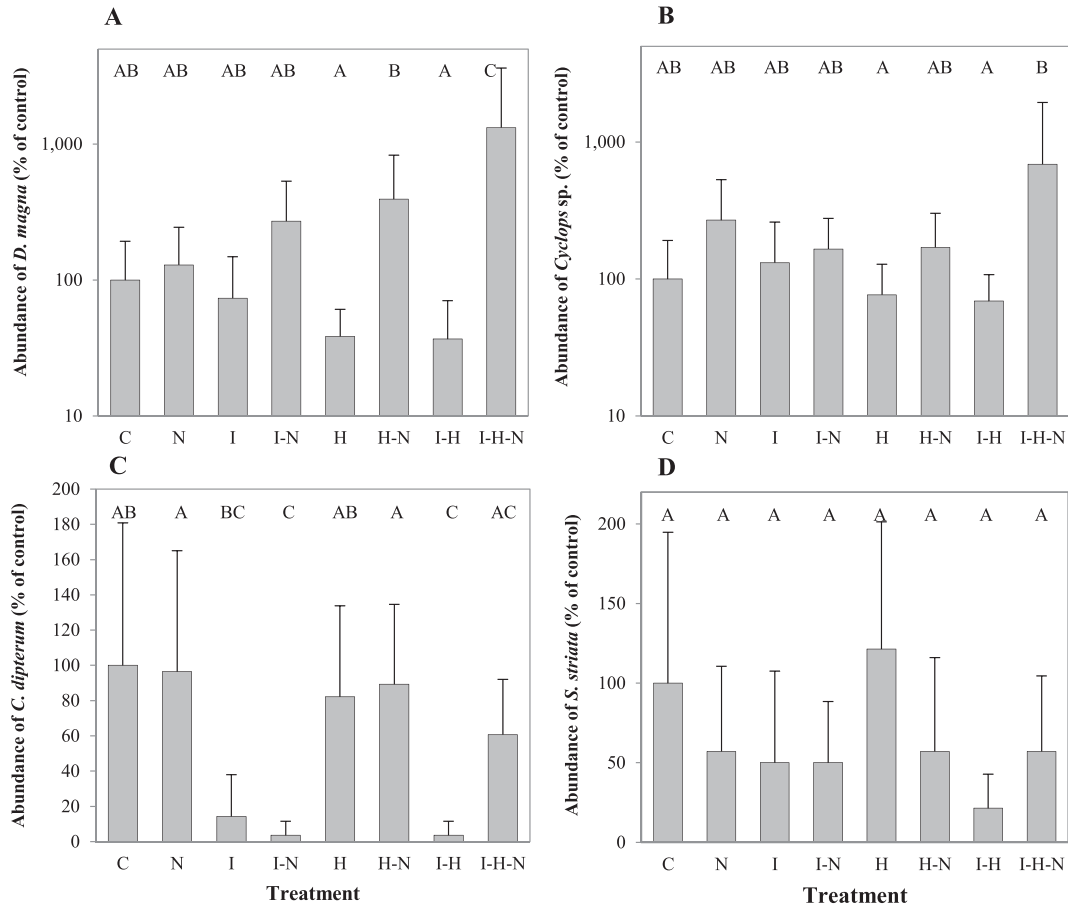 A
Abundance of D. magna (% of control)
AB AB AB AB A B A C
1,000
100
10
C N I I-N H H-N I-H I-H-N
B
Abundance of Cyclops sp. (% of control)
AB AB AB AB A AB A B
1,000
100
10
C N I I-N H H-N I-H I-H-N
C
Abundance of C. dipterum (% of control)
200
AB A BC C AB A C AC
180
160
140
120
100
80
60
40
20
0
C N I I-N H H-N I-H I-H-N
Treatment
D
Abundance of S. striata (% of control)
A A A A A A A A
200
150
100
50
0
C N I I-N H H-N I-H I-H-N
Treatment